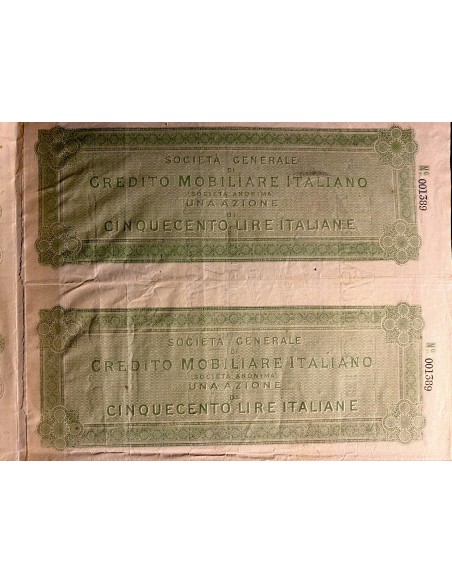 SOCIETÀ GENERALE
DI
CREDITO MOBILIARE ITALIANO
(SOCIETÀ ANONIMA)
UNA AZIONE
di
CINQUECENTO LIRE ITALIANE
Nº 001389
SOCIETÀ GENERALE
DI
CREDITO MOBILIARE ITALIANO
(SOCIETÀ ANONIMA)
UNA AZIONE
di
CINQUECENTO LIRE ITALIANE
Nº 001389